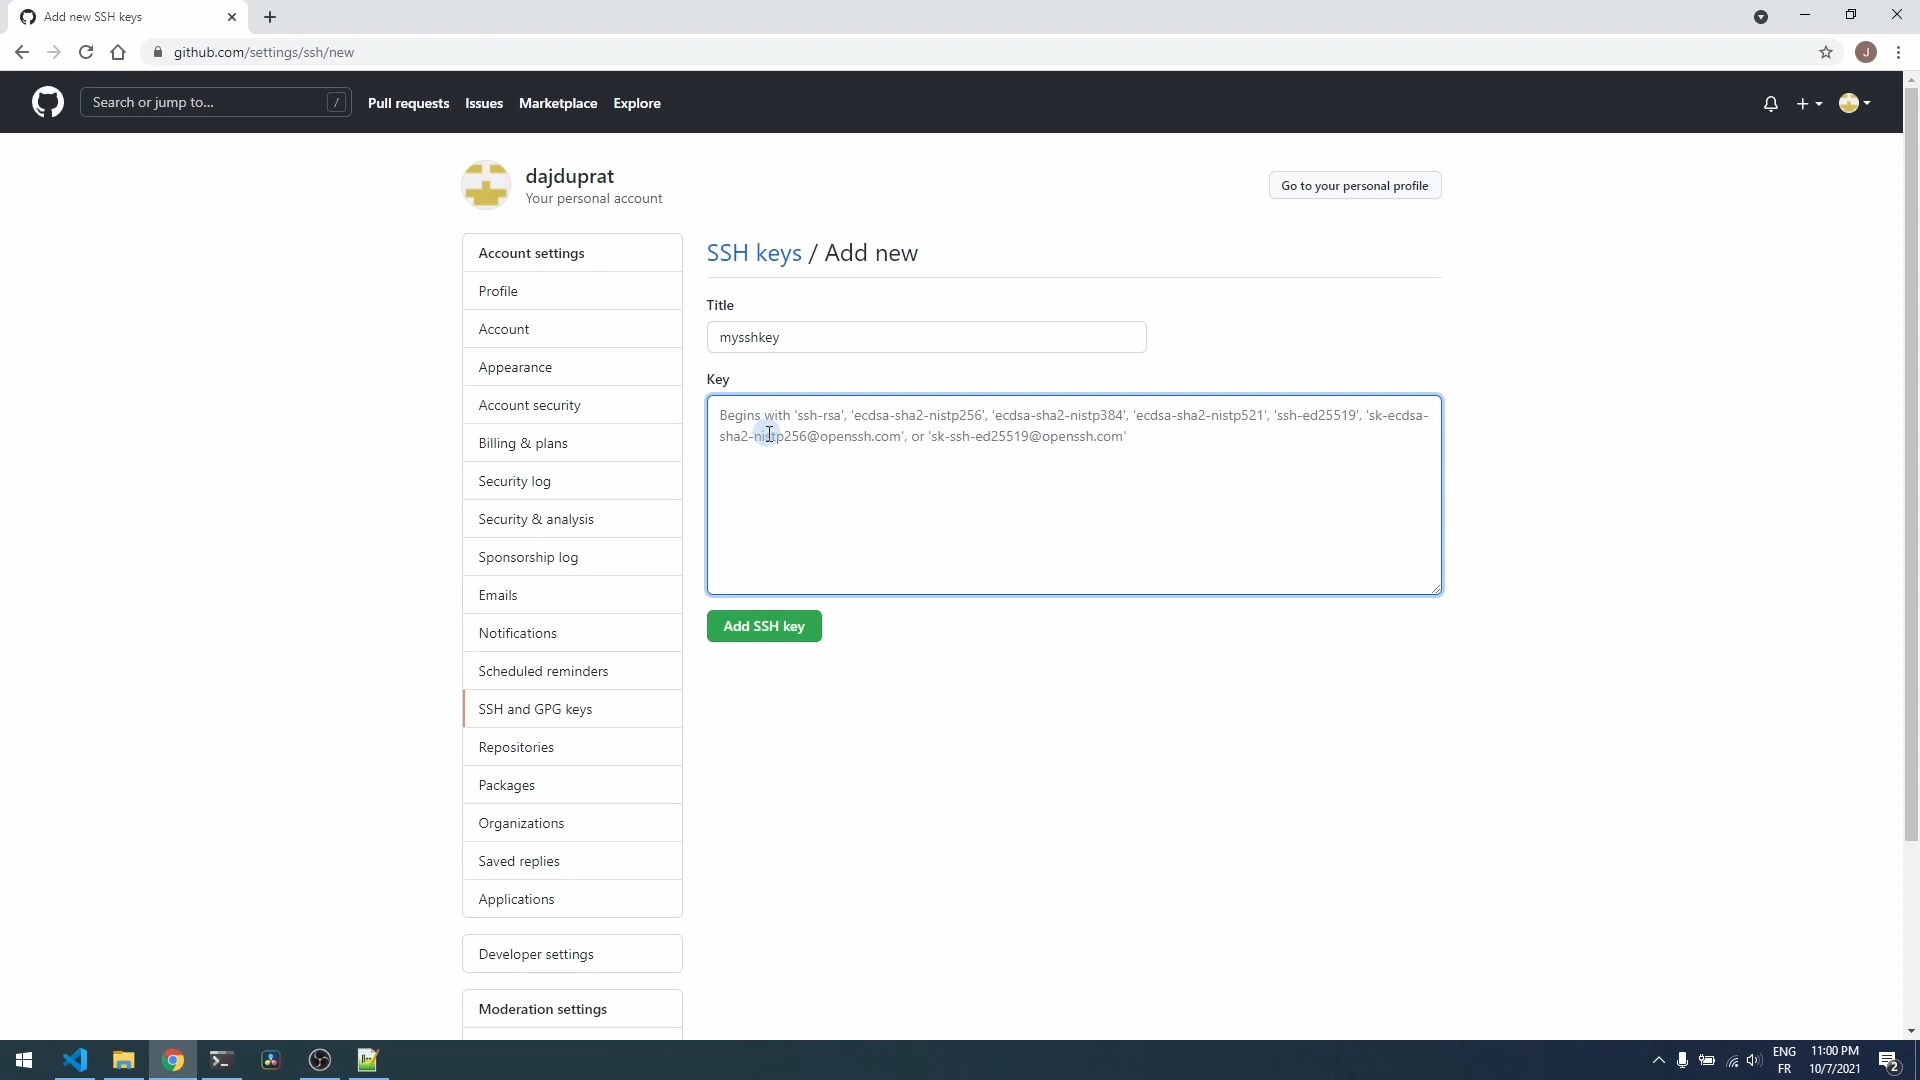 Add new SSH keys
github.com/settings/ssh/new
J
Search or jump to... /
Pull requests Issues Marketplace Explore
dajduprat
Your personal account
Go to your personal profile
Account settings
Profile
Account
Appearance
Account security
Billing & plans
Security log
Security & analysis
Sponsorship log
Emails
Notifications
Scheduled reminders
SSH and GPG keys
Repositories
Packages
Organizations
Saved replies
Applications
Developer settings
Moderation settings
SSH keys / Add new
Title
mysshkey
Key
Begins with 'ssh-rsa', 'ecdsa-sha2-nistp256', 'ecdsa-sha2-nistp384', 'ecdsa-sha2-nistp521', 'ssh-ed25519', 'sk-ecdsa-
sha2-nistp256@openssh.com', or 'sk-ssh-ed25519@openssh.com'
Add SSH key
ENG
FR
11:00 PM
10/7/2021
2